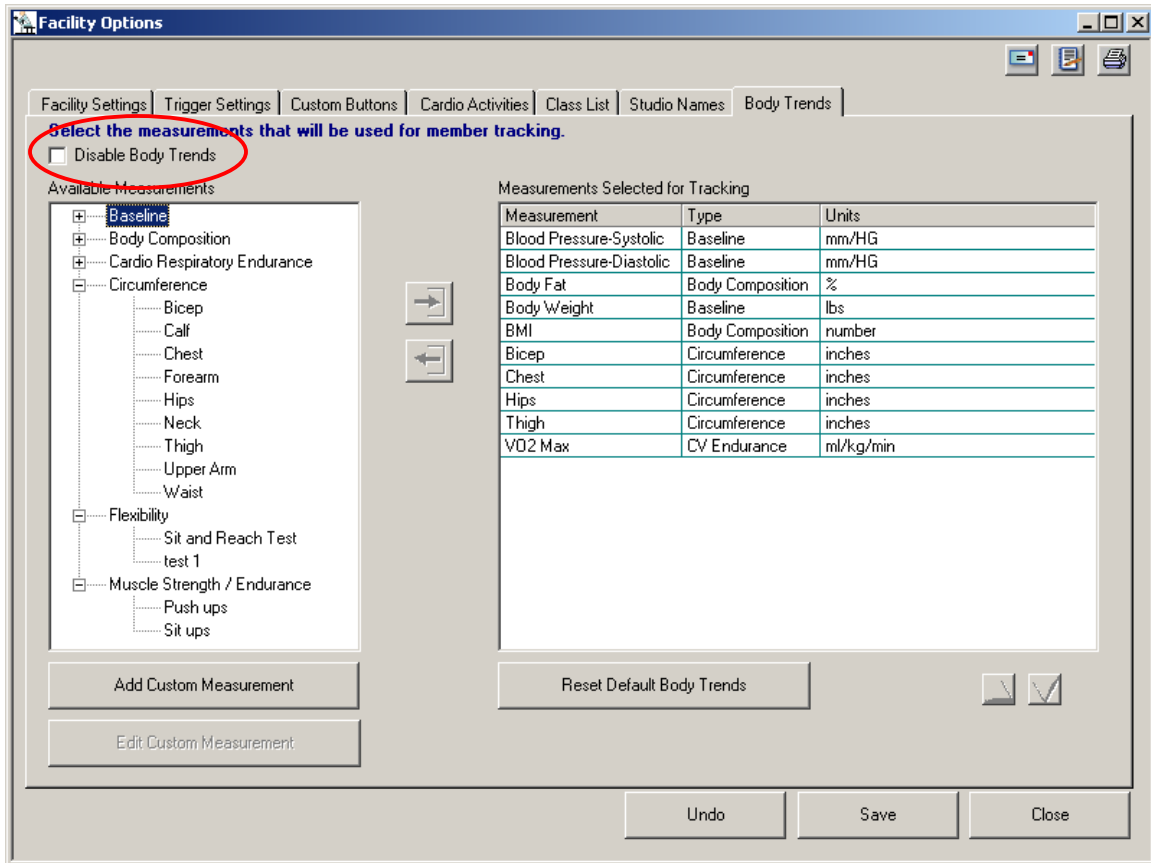 Facility Options
Facility Settings Trigger Settings Custom Buttons Cardio Activities Class List Studio Names Body Trends
Select the measurements that will be used for member tracking.
Disable Body Trends
Available Measurements
Baseline
Body Composition
Cardio Respiratory Endurance
Circumference
Bicep
Calf
Chest
Forearm
Hips
Neck
Thigh
Upper Arm
Waist
Flexibility
Sit and Reach Test
test 1
Muscle Strength / Endurance
Push ups
Sit ups
Measurements Selected for Tracking
Measurement Type Units
Blood Pressure-Systolic Baseline mm/HG
Blood Pressure-Diastolic Baseline mm/HG
Body Fat Body Composition %
Body Weight Baseline lbs
BMI Body Composition number
Bicep Circumference inches
Chest Circumference inches
Hips Circumference inches
Thigh Circumference inches
VO2 Max CV Endurance ml/kg/min
Add Custom Measurement
Reset Default Body Trends
Edit Custom Measurement
Undo Save Close